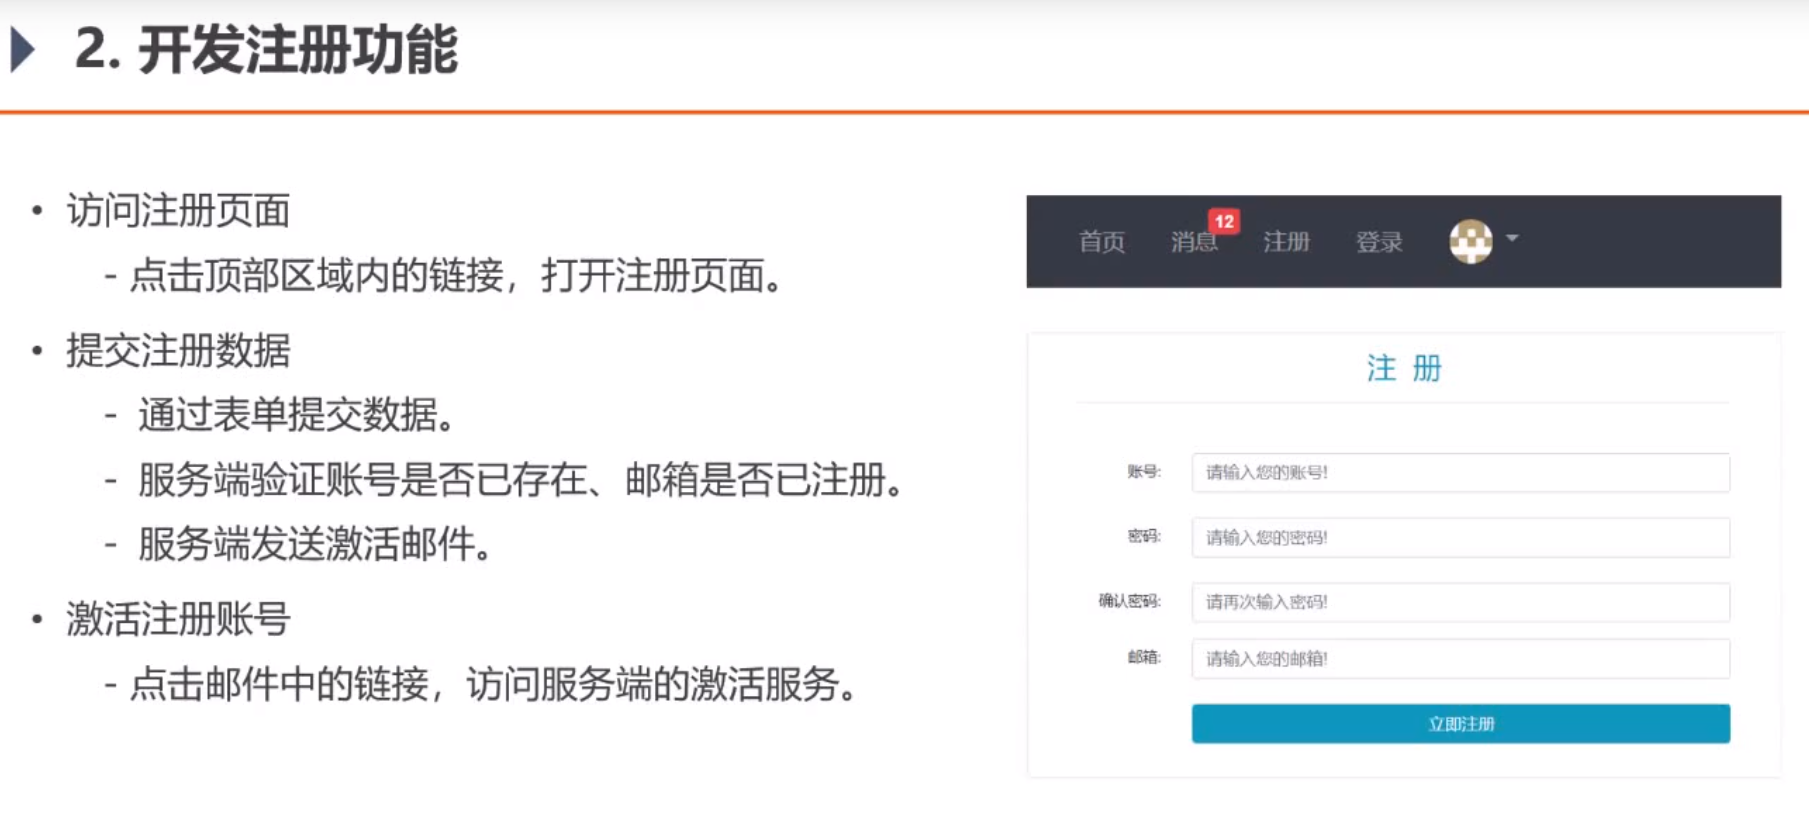 2. 开发注册功能
• 访问注册页面
- 点击顶部区域内的链接，打开注册页面。
• 提交注册数据
- 通过表单提交数据。
- 服务端验证账号是否已存在、邮箱是否已注册。
- 服务端发送激活邮件。
• 激活注册账号
- 点击邮件中的链接，访问服务端的激活服务。
首页 消息 12 注册 登录
注 册
账号: 请输入您的账号!
密码: 请输入您的密码!
确认密码: 请再次输入密码!
邮箱: 请输入您的邮箱!
立即注册